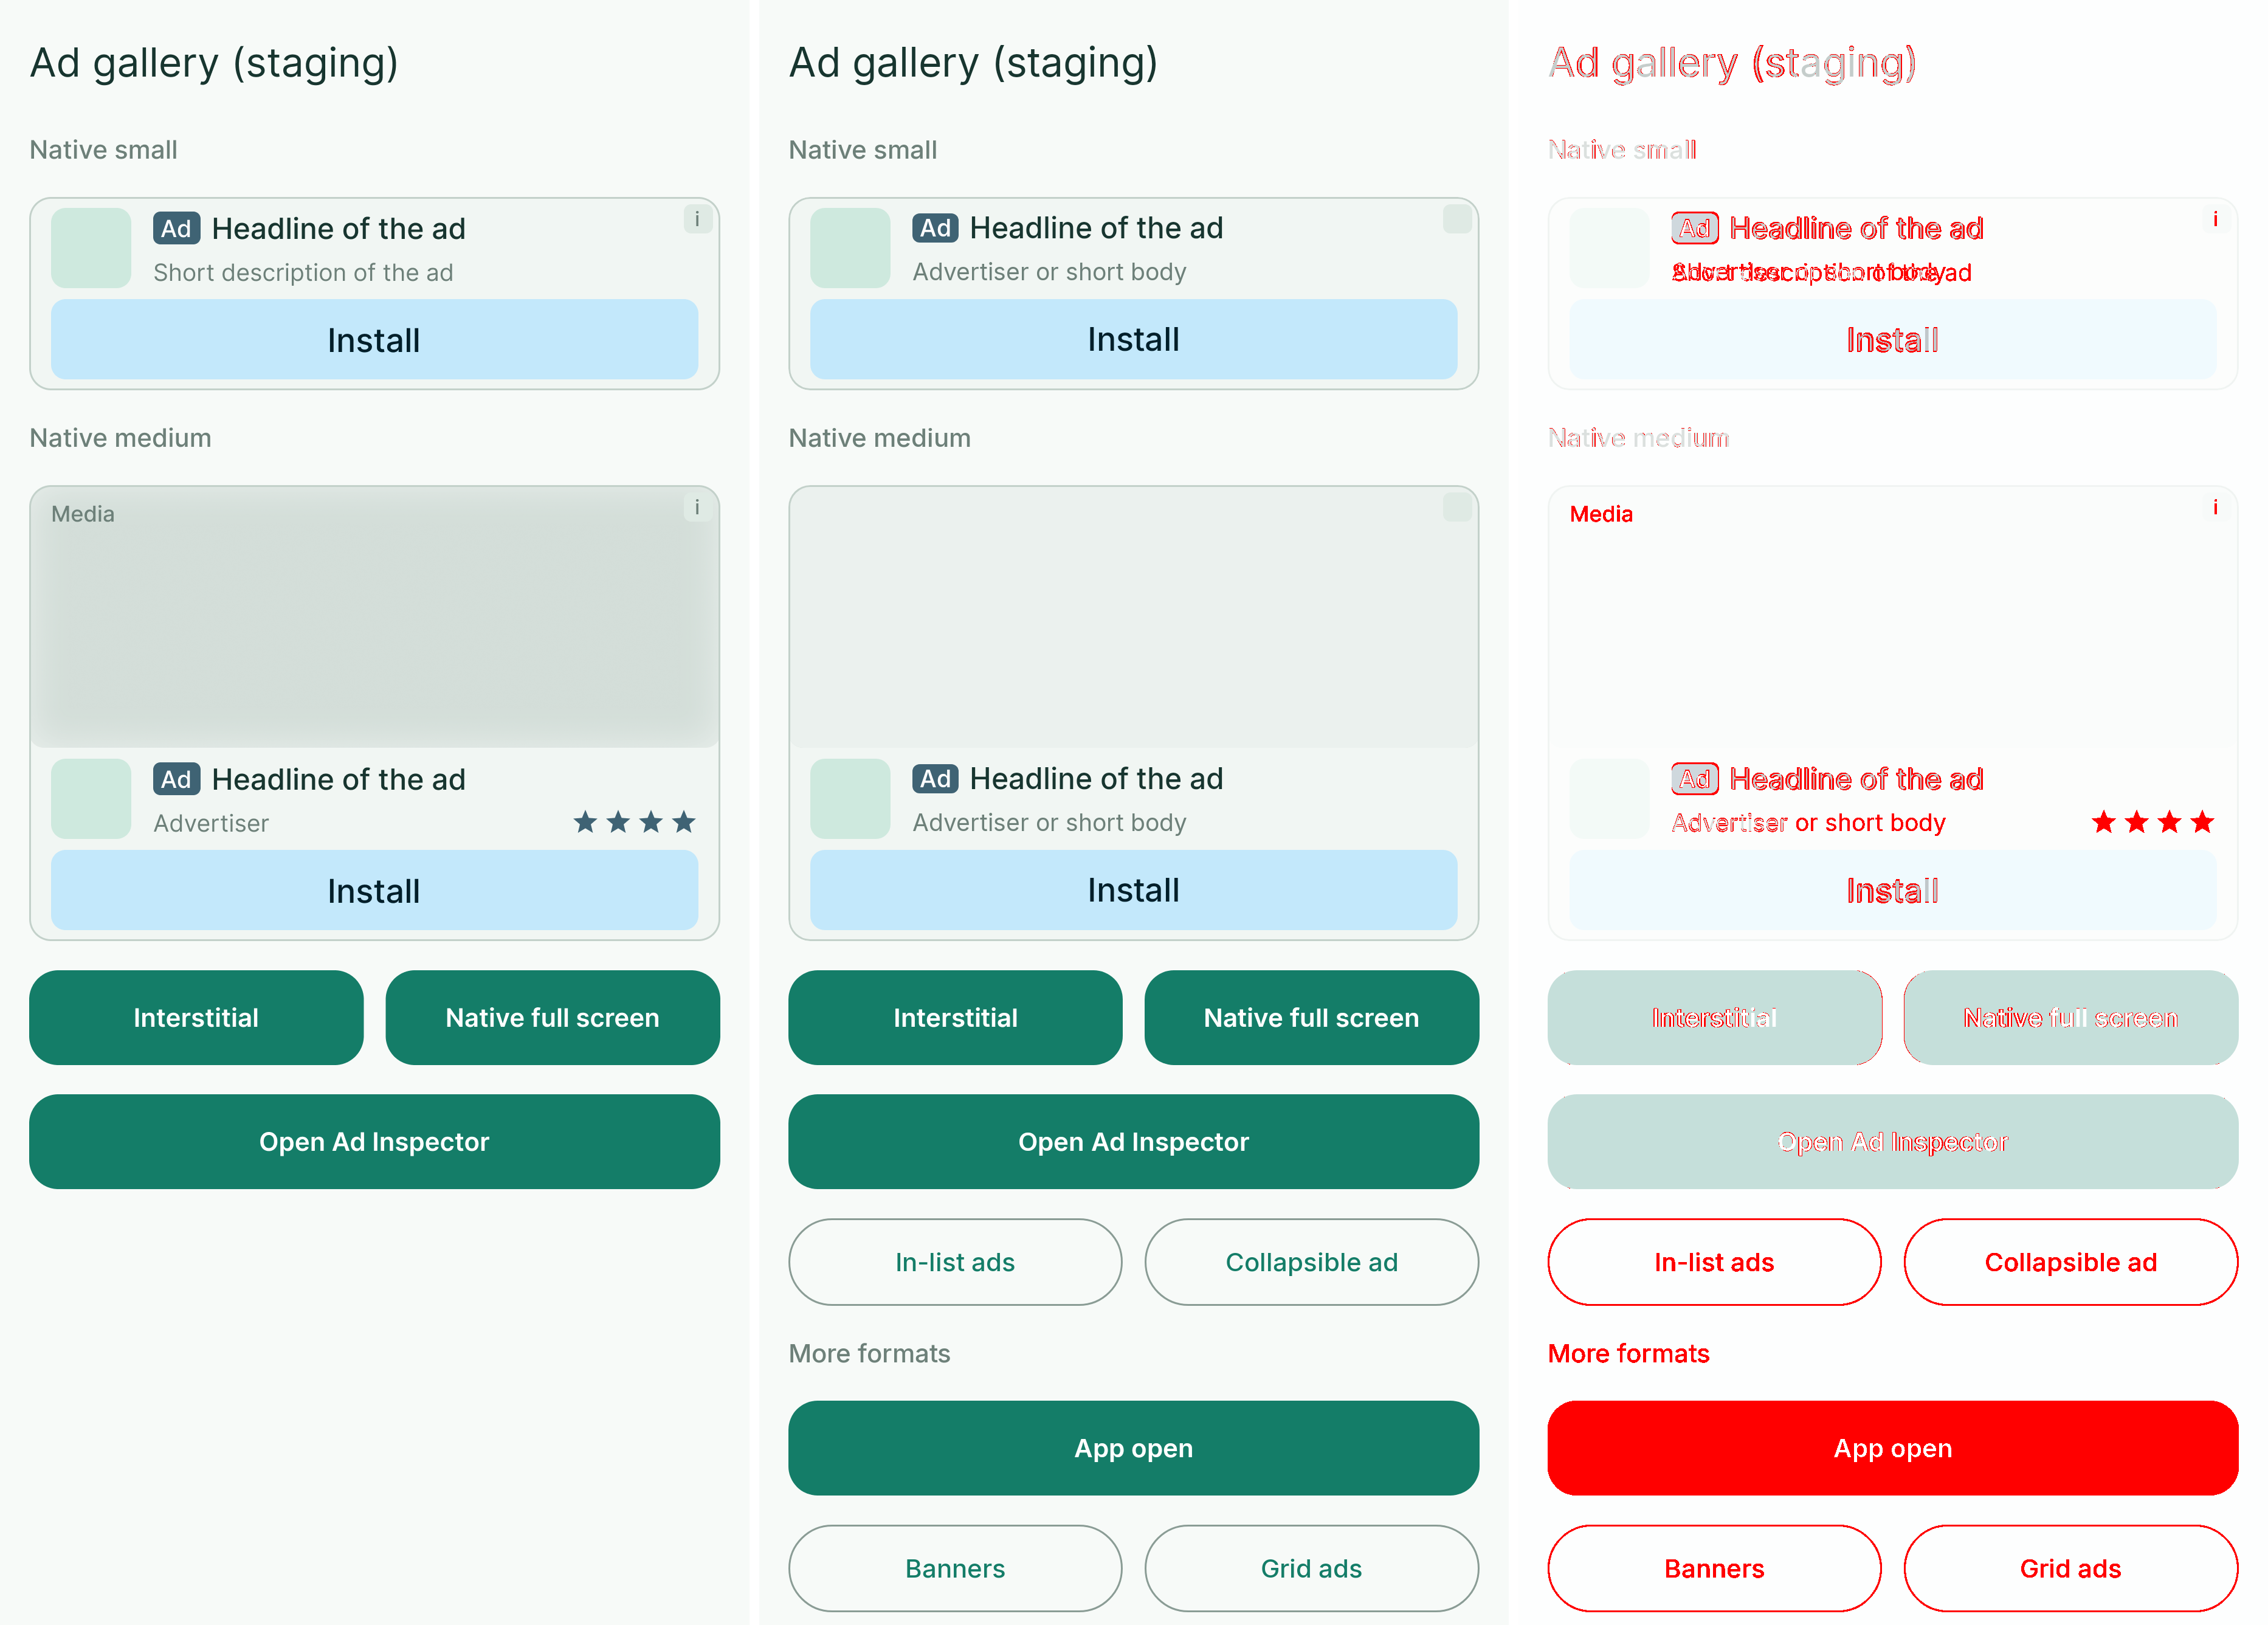 Ad gallery (staging)
Native small
Ad Headline of the ad
i
Short description of the ad
Install
Native medium
Media
i
Ad Headline of the ad
Advertiser
Install
Interstitial
Native full screen
Open Ad Inspector
Ad gallery (staging)
Native small
Ad Headline of the ad
Advertiser or short body
Install
Native medium
Ad Headline of the ad
Advertiser or short body
Install
Interstitial
Native full screen
Open Ad Inspector
In-list ads
Collapsible ad
More formats
App open
Banners
Grid ads
Ad gallery (staging)
Native small
Ad Headline of the ad
i
Install
Native medium
Media
i
Ad Headline of the ad
Advertiser or short body
Install
Interstitial
Native full screen
Open Ad Inspector
In-list ads
Collapsible ad
More formats
App open
Banners
Grid ads